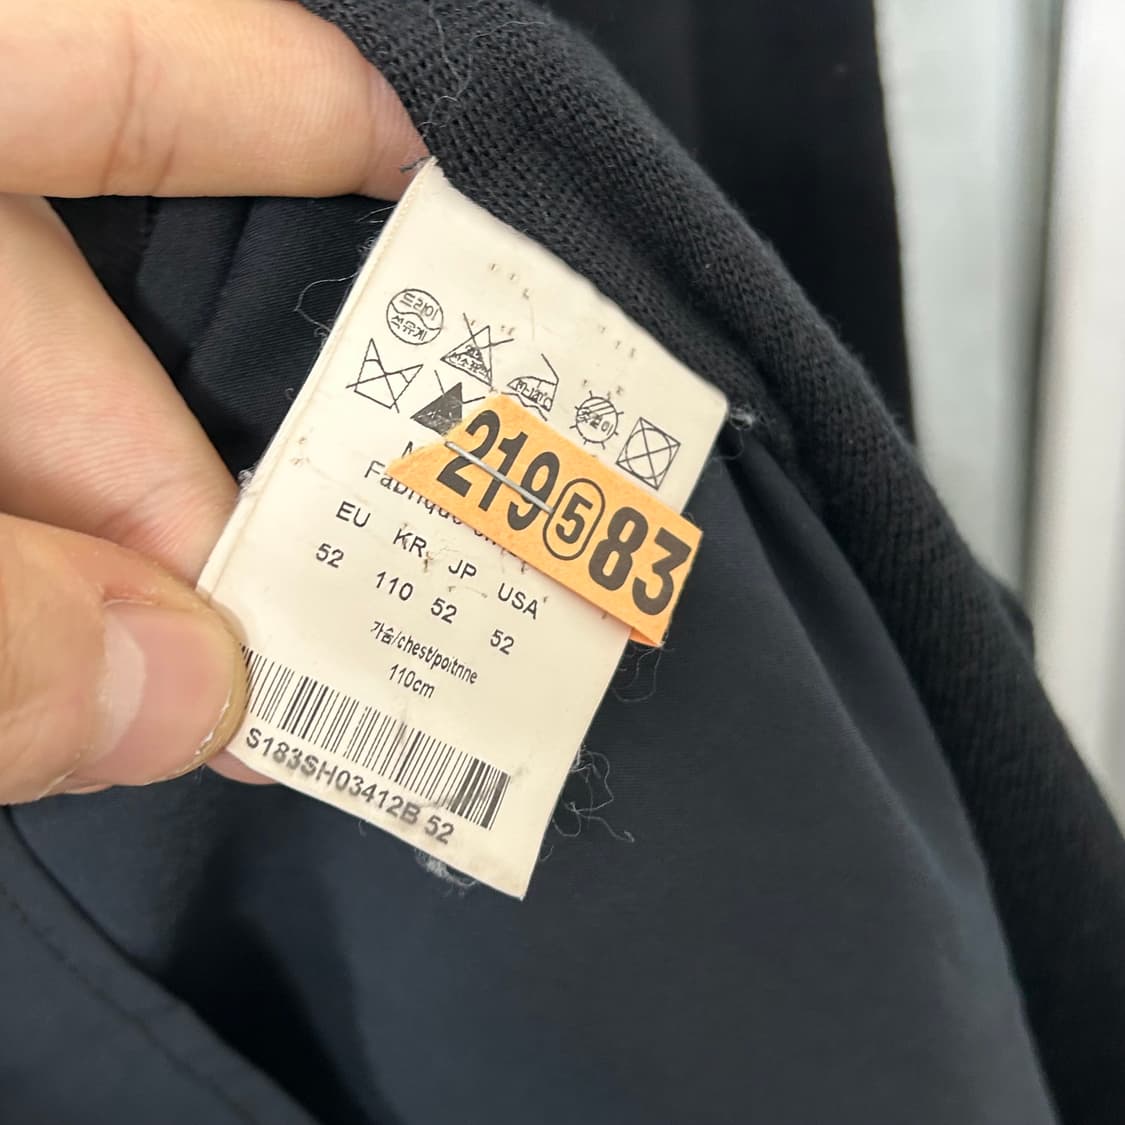 드라이
석유계
219⑤83
EU KR JP USA
52 110 52 52
가슴/chest/poitrine
110cm
S183SH03412B 52